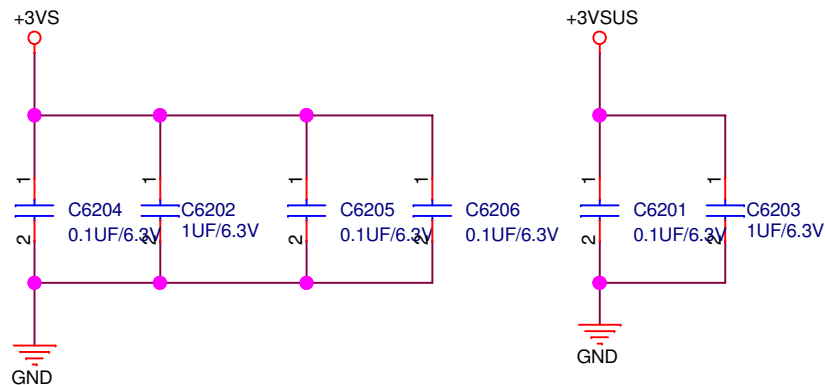 +3VS
+3VSUS
1
1
1
1
1
1
C6204
C6202
C6205
C6206
C6201
C6203
0.1UF/6.3V
1UF/6.3V
0.1UF/6.3V
0.1UF/6.3V
0.1UF/6.3V
1UF/6.3V
2
2
2
2
2
2
GND
GND